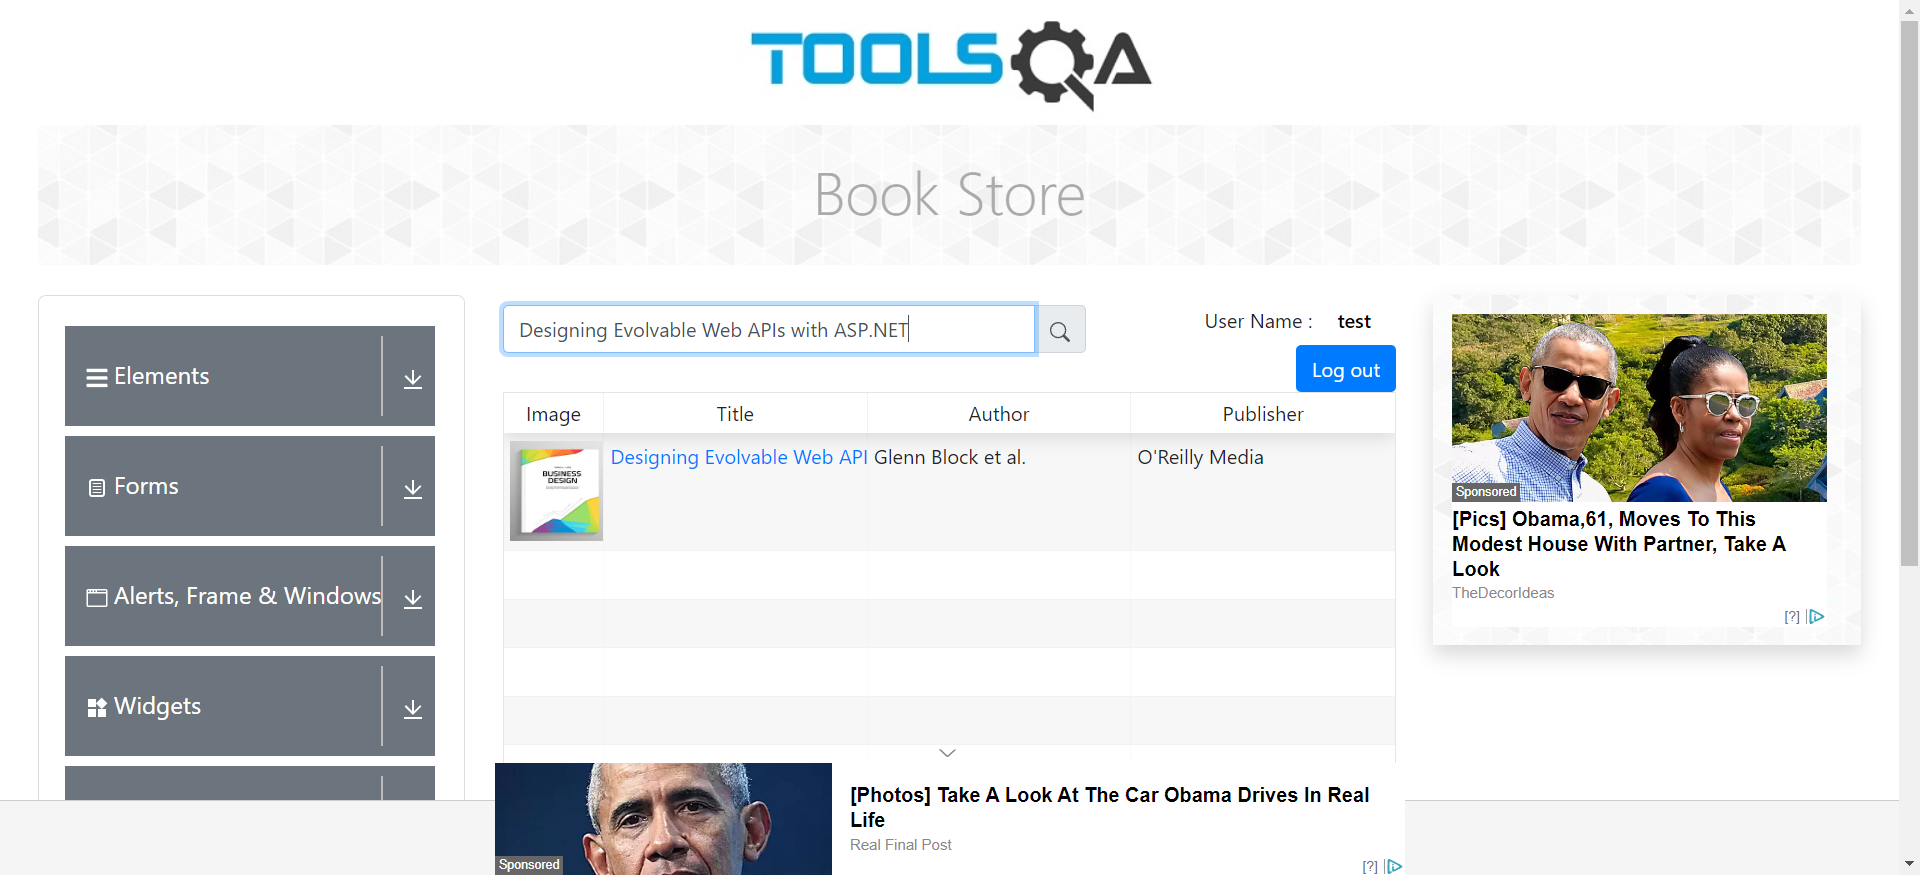 TOOLSQA
Book Store
Elements
Forms
Alerts, Frame & Windows
Widgets
Designing Evolvable Web APIs with ASP.NET
User Name : test
Log out
Image Title Author Publisher
BUSINESS
DESIGN
Designing Evolvable Web API Glenn Block et al. O'Reilly Media
Sponsored
[Pics] Obama,61, Moves To This
Modest House With Partner, Take A
Look
TheDecorIdeas
[?]
Sponsored
[Photos] Take A Look At The Car Obama Drives In Real
Life
Real Final Post
[?]